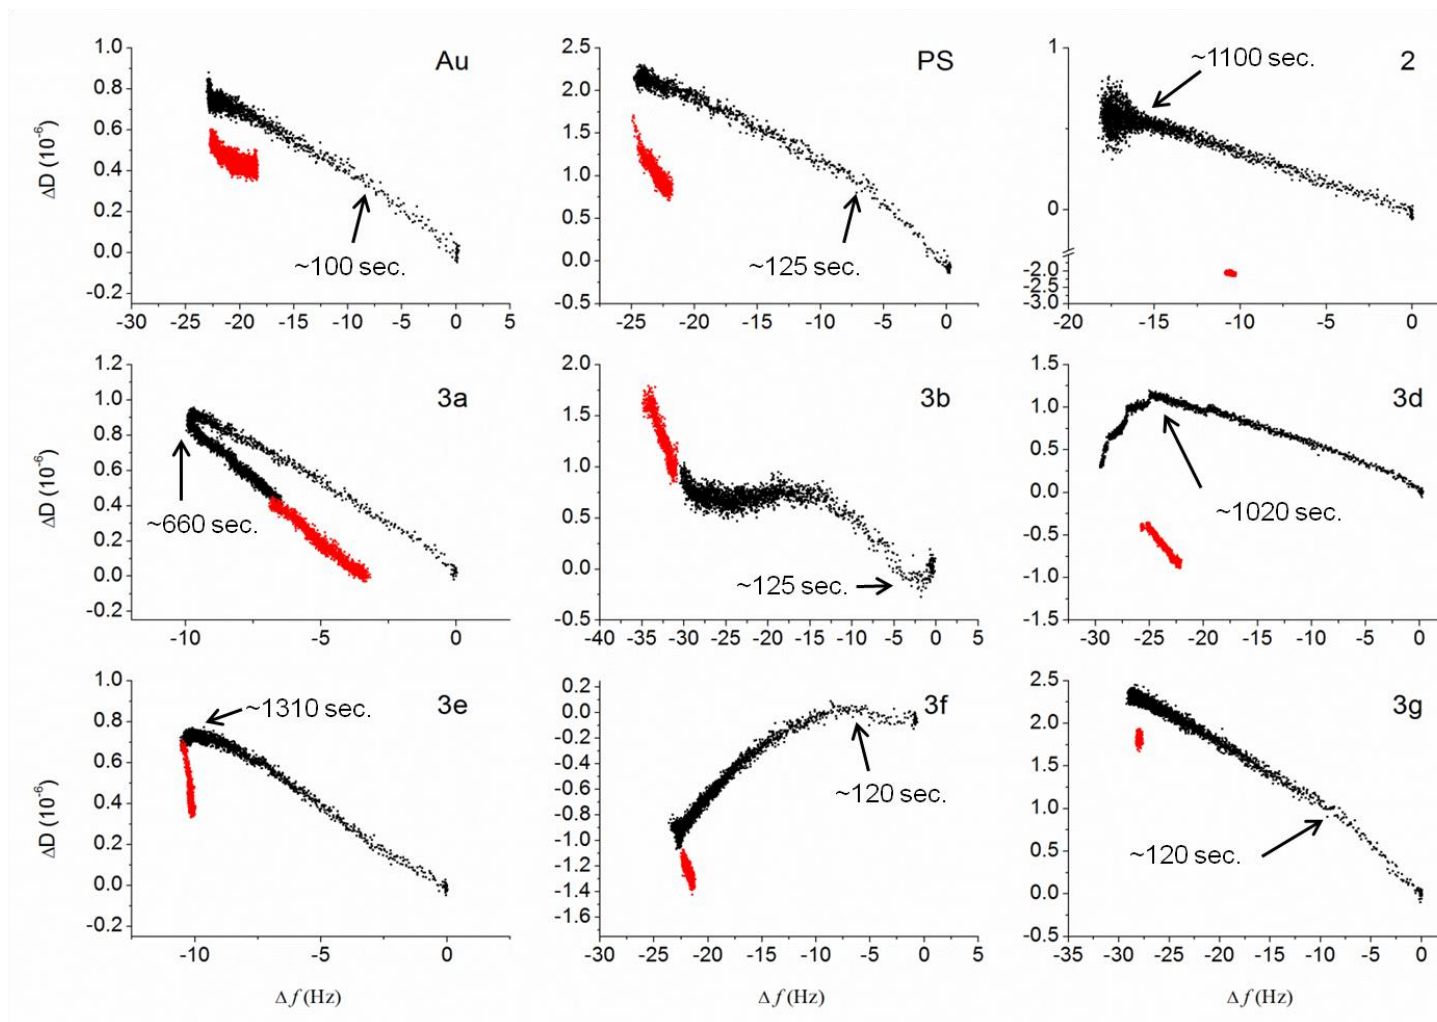 Au
ΔD (10⁻⁶)
1.0
0.8
0.6
0.4
0.2
0.0
-0.2
~100 sec.
-30 -25 -20 -15 -10 -5 0 5
PS
2.5
2.0
1.5
1.0
0.5
0.0
-0.5
~125 sec.
-25 -20 -15 -10 -5 0 5
2
1
0
-2.0
-2.5
-3.0
~1100 sec.
-20 -15 -10 -5 0
3a
ΔD (10⁻⁶)
1.2
1.0
0.8
0.6
0.4
0.2
0.0
-0.2
~660 sec.
-10 -5 0
3b
2.0
1.5
1.0
0.5
0.0
-0.5
~125 sec.
-40 -35 -30 -25 -20 -15 -10 -5 0 5
3d
1.5
1.0
0.5
0.0
-0.5
-1.0
-1.5
~1020 sec.
-30 -25 -20 -15 -10 -5 0
3e
ΔD (10⁻⁶)
1.0
0.8
0.6
0.4
0.2
0.0
-0.2
~1310 sec.
-10 -5 0
Δf (Hz)
3f
0.2
0.0
-0.2
-0.4
-0.6
-0.8
-1.0
-1.2
-1.4
-1.6
~120 sec.
-30 -25 -20 -15 -10 -5 0 5
Δf (Hz)
3g
2.5
2.0
1.5
1.0
0.5
0.0
-0.5
~120 sec.
-35 -30 -25 -20 -15 -10 -5 0
Δf (Hz)